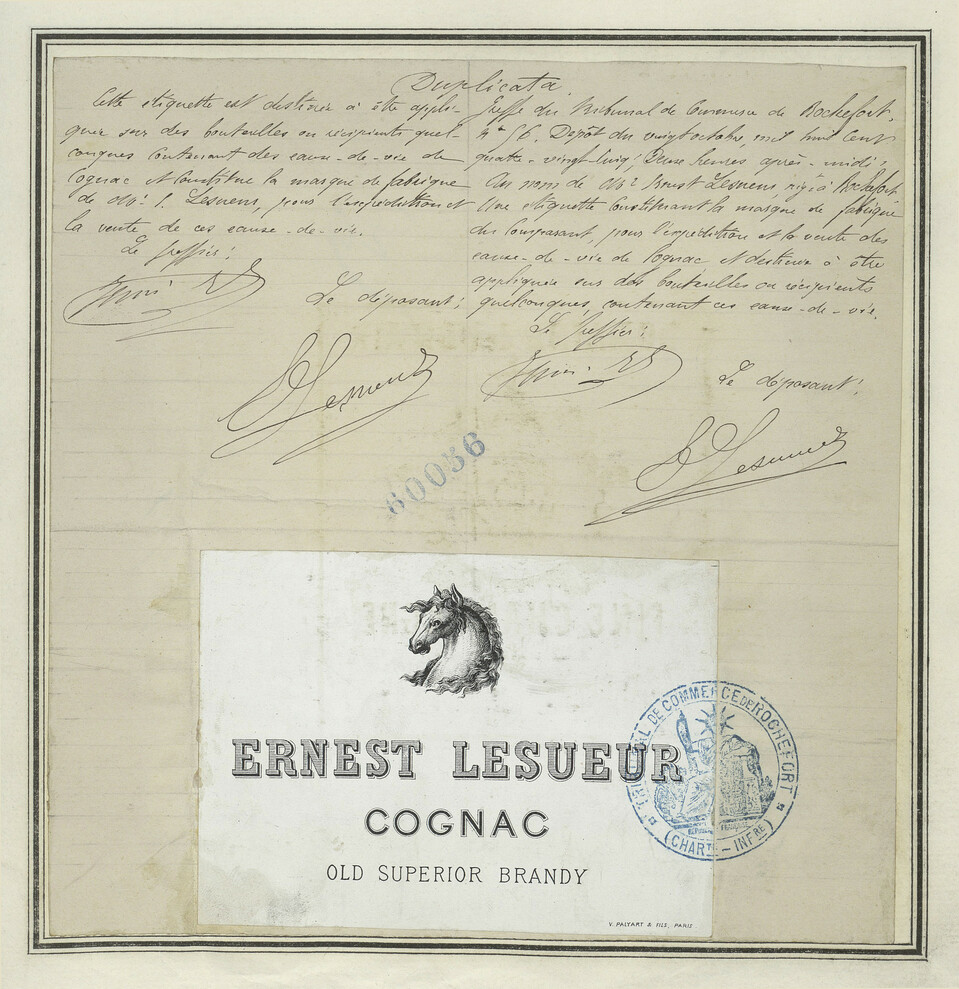 Duplicata.
Cette étiquette est destinée à être appli-
quée sur des bouteilles ou récipients quel-
conques contenant des eaux-de-vie de
Cognac et constitue la marque de fabrique
de Mr. E. Lesueur, pour l'expédition et
la vente de ces eaux-de-vie.
Le greffier:
Le déposant:
E Lesueur
Greffe du Tribunal de Commerce de Rochefort.
No 56. Dépôt du vingt octobre, mil huit cent
quatre-vingt-cinq; Deux heures après-midi;
Au nom de Mr. Ernest Lesueur, négt à Rochefort.
Une étiquette constituant la marque de fabrique
du comparant, pour l'expédition et la vente des
eaux-de-vie de Cognac et destinée à être
appliquée sur des bouteilles ou récipients
quelconques, contenant ces eaux-de-vie.
Le greffier:
Le déposant:
E Lesueur
60036
ERNEST LESUEUR
COGNAC
OLD SUPERIOR BRANDY
V. PALYART & FILS, PARIS.
TRIBUNAL DE COMMERCE DE ROCHEFORT
(CHARTE-INFRE)